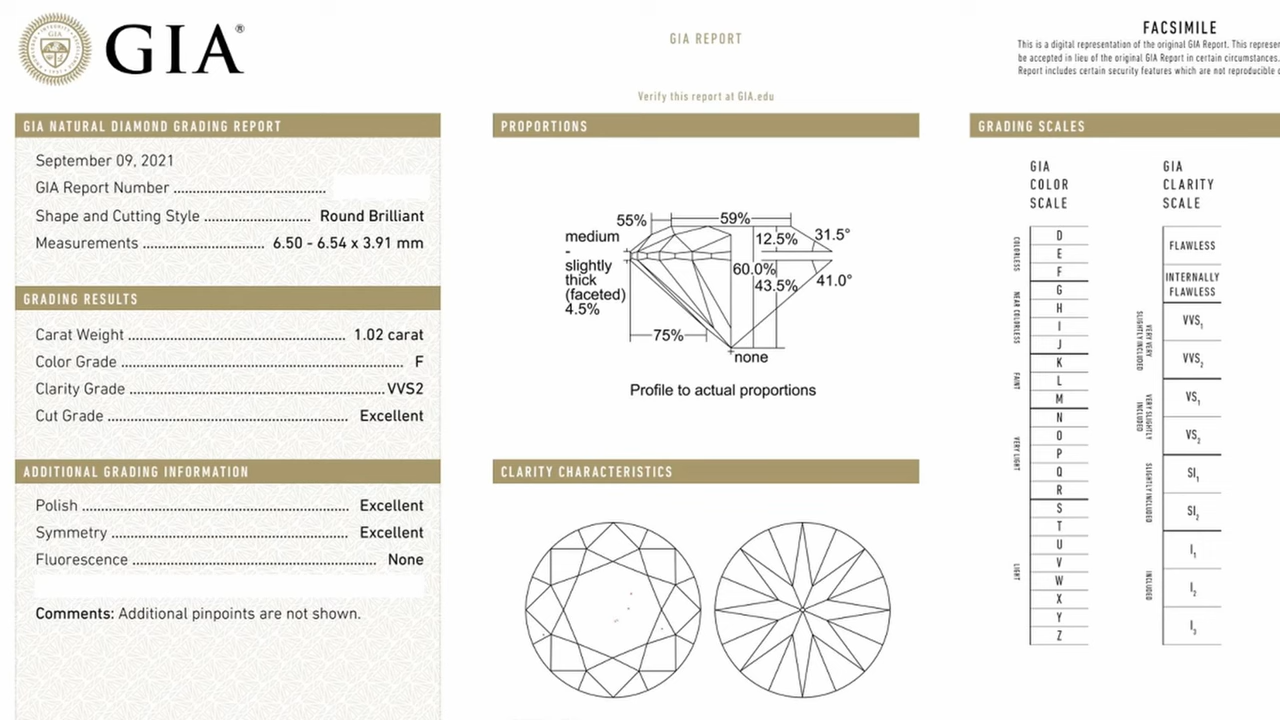 GIA®
GIA REPORT
Verify this report at GIA.edu
FACSIMILE
This is a digital representation of the original GIA Report. This
be accepted in lieu of the original GIA Report in certain circumstances.
Report includes certain security features which are not reproducible
GIA NATURAL DIAMOND GRADING REPORT
September 09, 2021
GIA Report Number
Shape and Cutting Style Round Brilliant
Measurements 6.50 - 6.54 x 3.91 mm
GRADING RESULTS
Carat Weight 1.02 carat
Color Grade F
Clarity Grade VVS2
Cut Grade Excellent
ADDITIONAL GRADING INFORMATION
Polish Excellent
Symmetry Excellent
Fluorescence None
Comments: Additional pinpoints are not shown.
PROPORTIONS
55%
59%
medium
-
slightly
thick
(faceted)
4.5%
12.5%
31.5°
60.0%
43.5%
41.0°
75%
none
Profile to actual proportions
CLARITY CHARACTERISTICS
GRADING SCALES
GIA
COLOR
SCALE
COLORLESS
D
E
F
NEAR COLORLESS
G
H
I
J
FAINT
K
L
M
VERY LIGHT
N
O
P
Q
R
LIGHT
S
T
U
V
W
X
Y
Z
GIA
CLARITY
SCALE
FLAWLESS
INTERNALLY
FLAWLESS
VERY VERY
SLIGHTLY INCLUDED
VVS1
VVS2
VERY SLIGHTLY
INCLUDED
VS1
VS2
SLIGHTLY INCLUDED
SI1
SI2
INCLUDED
I1
I2
I3